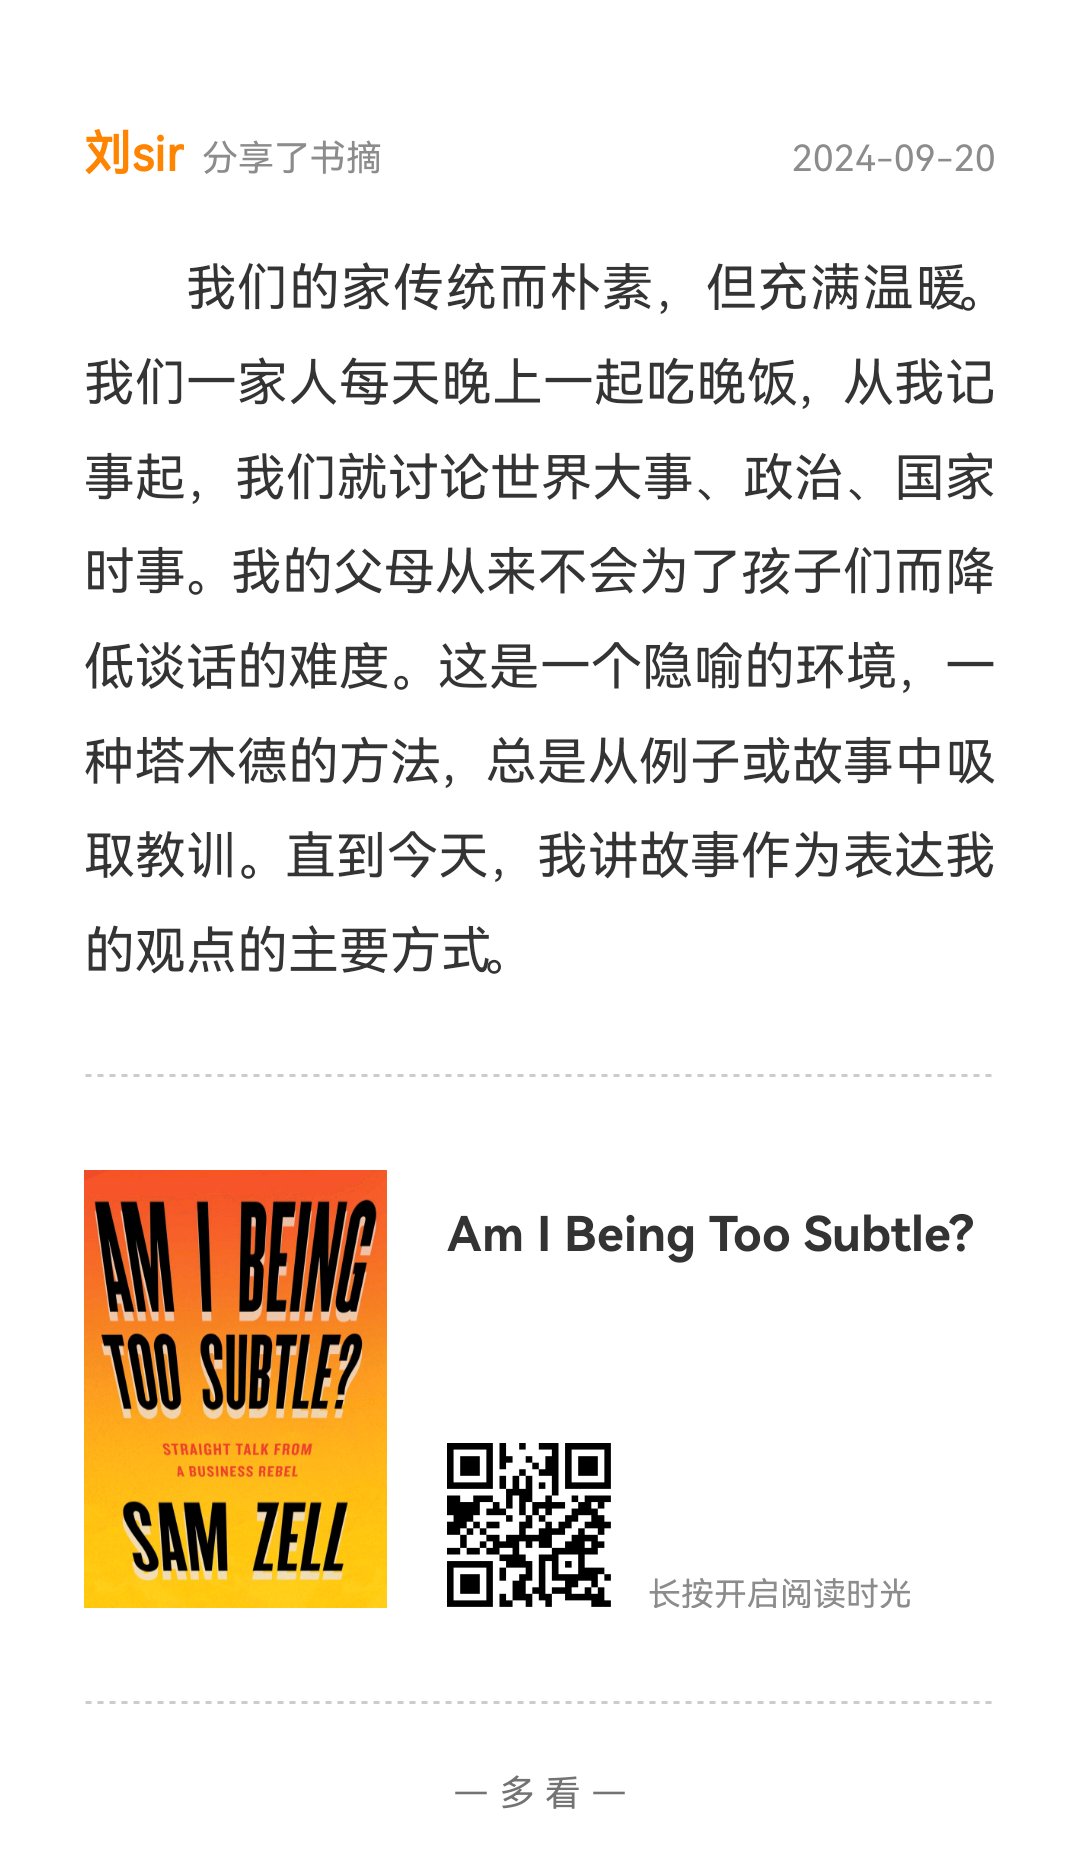 刘sir 分享了书摘 2024-09-20
我们的家传统而朴素，但充满温暖。
我们一家人每天晚上一起吃晚饭，从我记
事起，我们就讨论世界大事、政治、国家
时事。我的父母从来不会为了孩子们而降
低谈话的难度。这是一个隐喻的环境，一
种塔木德的方法，总是从例子或故事中吸
取教训。直到今天，我讲故事作为表达我
的观点的主要方式。
AM I BEING
TOO SUBTLE?
STRAIGHT TALK FROM
A BUSINESS REBEL
SAM ZELL
Am I Being Too Subtle?
长按开启阅读时光
— 多看 —